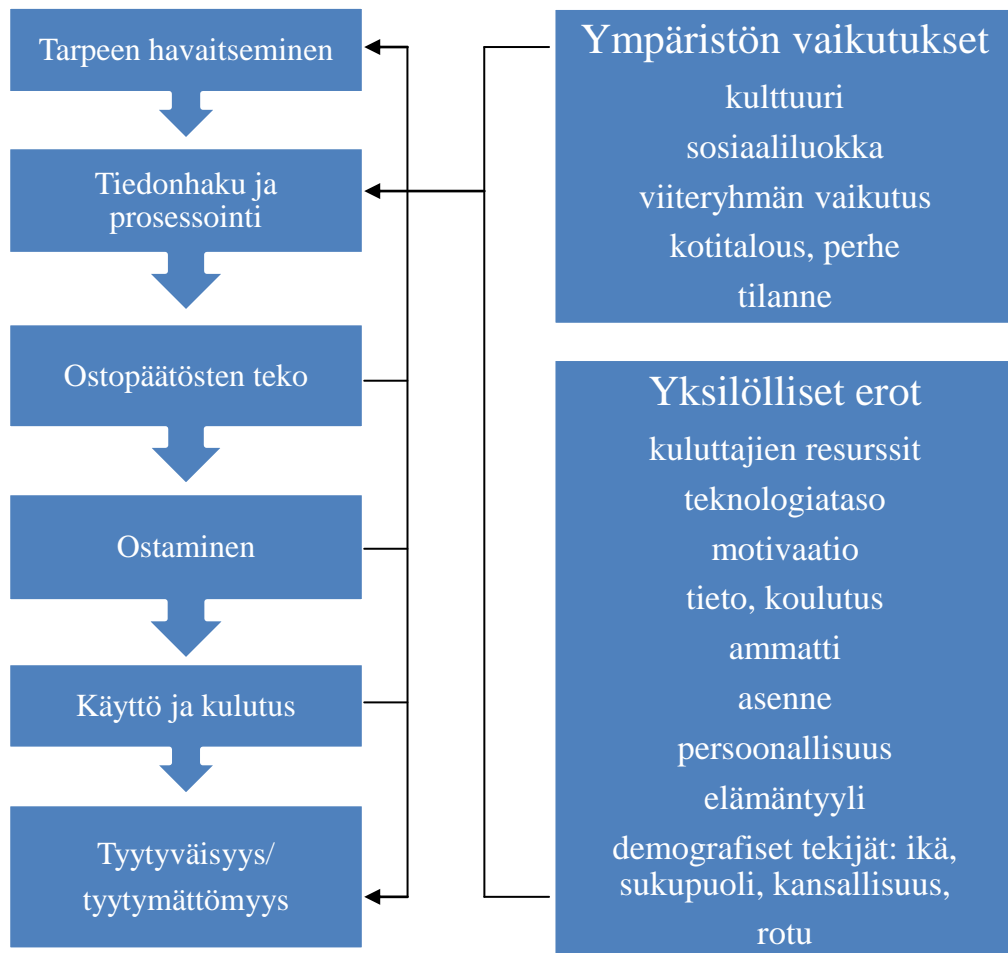 Tarpeen havaitseminen
Tiedonhaku ja
prosessointi
Ostopäätösten teko
Ostaminen
Käyttö ja kulutus
Tyytyväisyys/
tyytymättömyys
Ympäristön vaikutukset
kulttuuri
sosiaaliluokka
viiteryhmän vaikutus
kotitalous, perhe
tilanne
Yksilölliset erot
kuluttajien resurssit
teknologiataso
motivaatio
tieto, koulutus
ammatti
asenne
persoonallisuus
elämäntyyli
demografiset tekijät: ikä,
sukupuoli, kansallisuus,
rotu